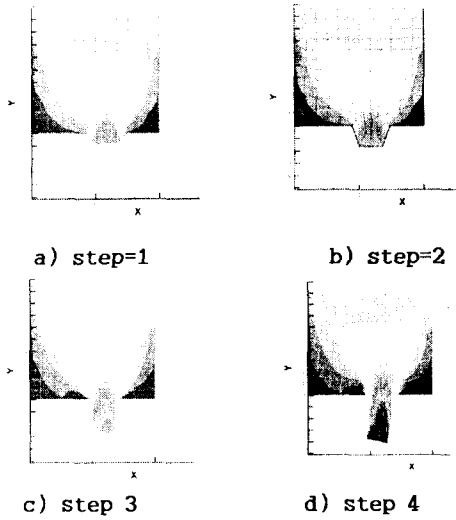 Y
X
a) step=1
Y
X
b) step=2
Y
X
c) step 3
Y
X
d) step 4